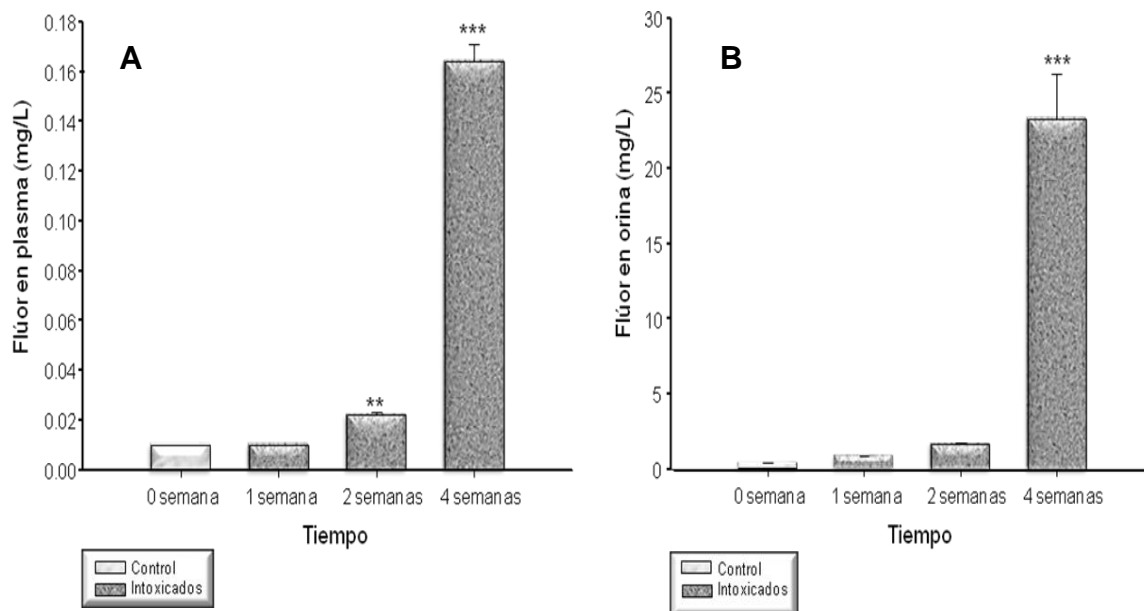 A
Flúor en plasma (mg/L)
0.18
0.16
0.14
0.12
0.10
0.08
0.06
0.04
0.02
0.00
**
***
0 semana 1 semana 2 semanas 4 semanas
Tiempo
Control
Intoxicados
B
Flúor en orina (mg/L)
30
25
20
15
10
5
0
***
0 semana 1 semana 2 semanas 4 semanas
Tiempo
Control
Intoxicados